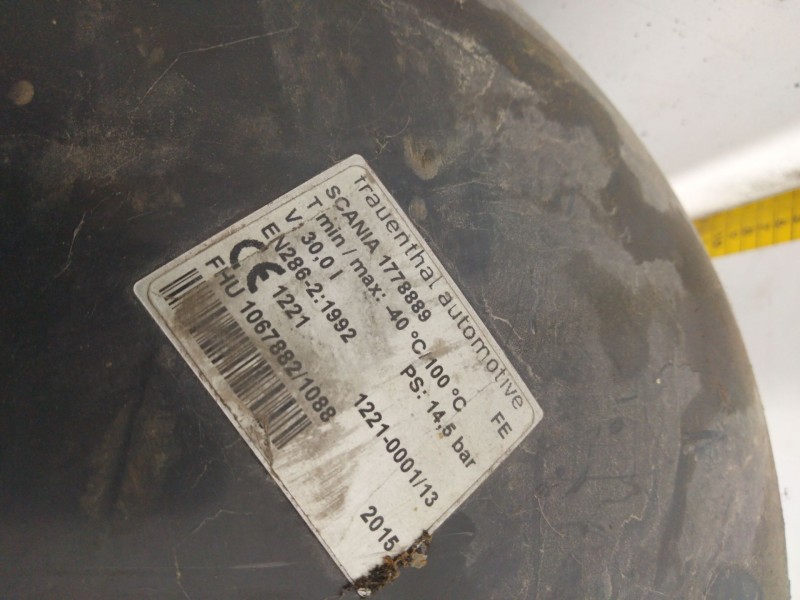 frauenthal automotive FE
SCANIA 1778889
T min / max: -40 °C/100 °C
V: 30,0 l PS: 14,5 bar
EN286-2:1992
CE 1221 1221-0001/13
FHU 1067882/1088 2015